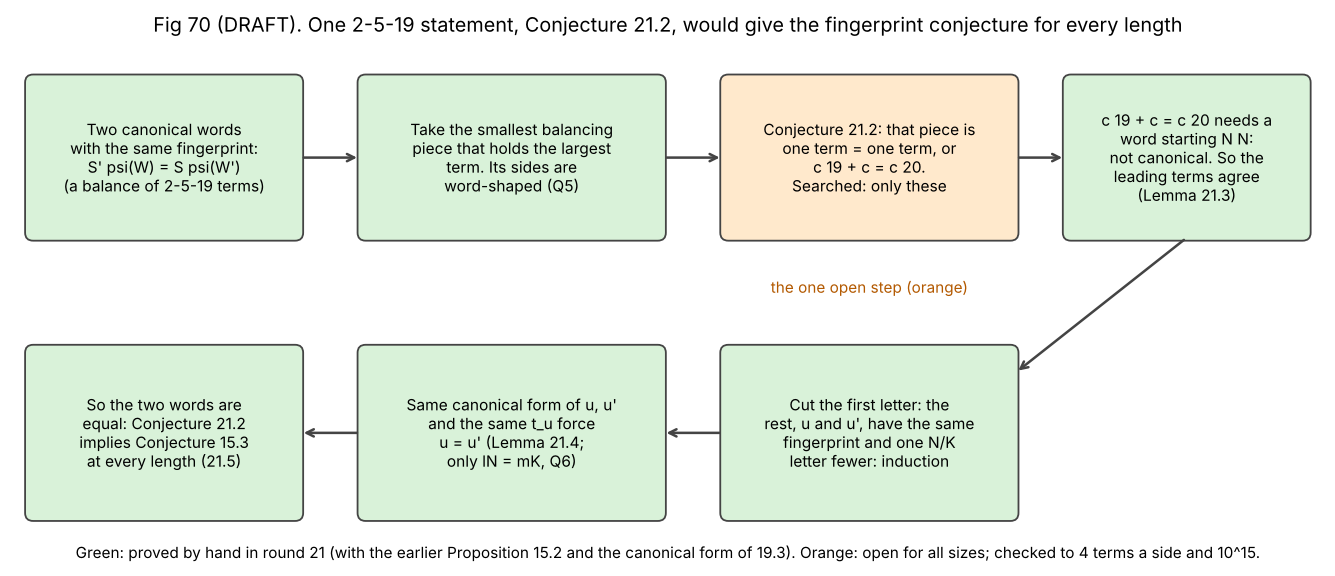 Fig 70 (DRAFT). One 2-5-19 statement, Conjecture 21.2, would give the fingerprint conjecture for every length
Two canonical words
with the same fingerprint:
S' psi(W) = S psi(W')
(a balance of 2-5-19 terms)
Take the smallest balancing
piece that holds the largest
term. Its sides are
word-shaped (Q5)
Conjecture 21.2: that piece is
one term = one term, or
c 19 + c = c 20.
Searched: only these
c 19 + c = c 20 needs a
word starting N N:
not canonical. So the
leading terms agree
(Lemma 21.3)
the one open step (orange)
So the two words are
equal: Conjecture 21.2
implies Conjecture 15.3
at every length (21.5)
Same canonical form of u, u'
and the same t_u force
u = u' (Lemma 21.4;
only IN = mK, Q6)
Cut the first letter: the
rest, u and u', have the same
fingerprint and one N/K
letter fewer: induction
Green: proved by hand in round 21 (with the earlier Proposition 15.2 and the canonical form of 19.3). Orange: open for all sizes; checked to 4 terms a side and 10^15.